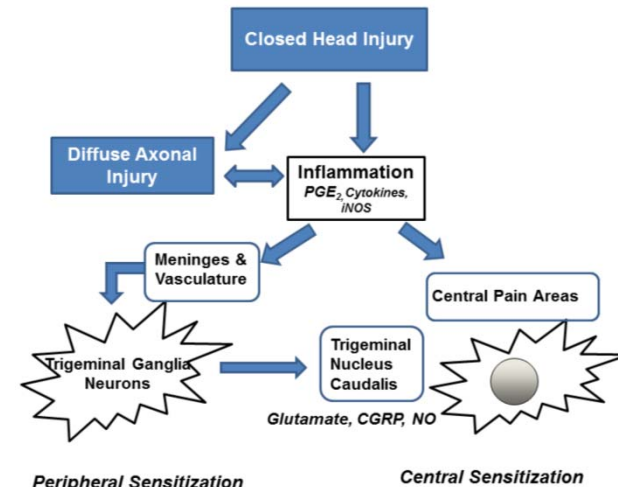 Closed Head Injury
Diffuse Axonal
Injury
Inflammation
PGE2, Cytokines,
iNOS
Meninges &
Vasculature
Central Pain Areas
Trigeminal Ganglia
Neurons
Trigeminal
Nucleus
Caudalis
Glutamate, CGRP, NO
Peripheral Sensitization
Central Sensitization